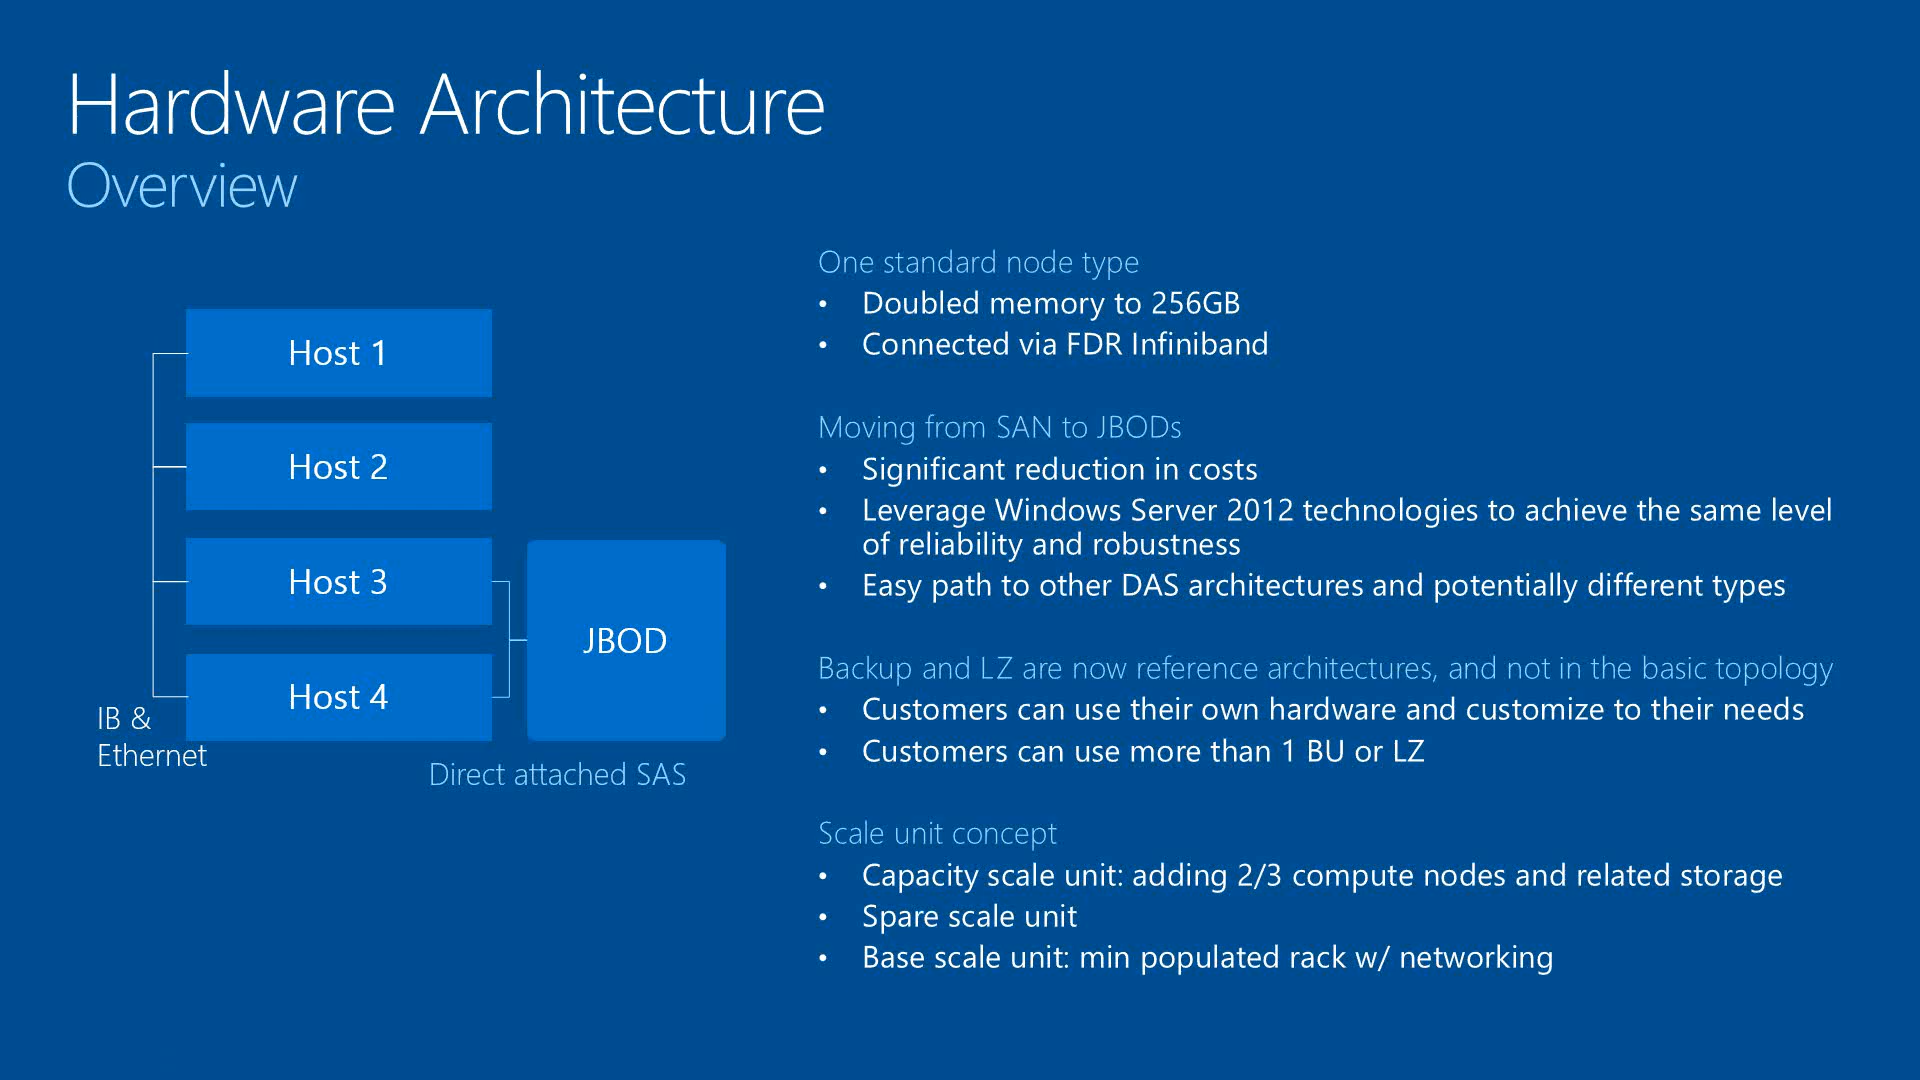 Hardware Architecture
Overview
Host 1
Host 2
Host 3
Host 4
JBOD
IB &
Ethernet
Direct attached SAS
One standard node type
• Doubled memory to 256GB
• Connected via FDR Infiniband
Moving from SAN to JBODs
• Significant reduction in costs
• Leverage Windows Server 2012 technologies to achieve the same level
of reliability and robustness
• Easy path to other DAS architectures and potentially different types
Backup and LZ are now reference architectures, and not in the basic topology
• Customers can use their own hardware and customize to their needs
• Customers can use more than 1 BU or LZ
Scale unit concept
• Capacity scale unit: adding 2/3 compute nodes and related storage
• Spare scale unit
• Base scale unit: min populated rack w/ networking